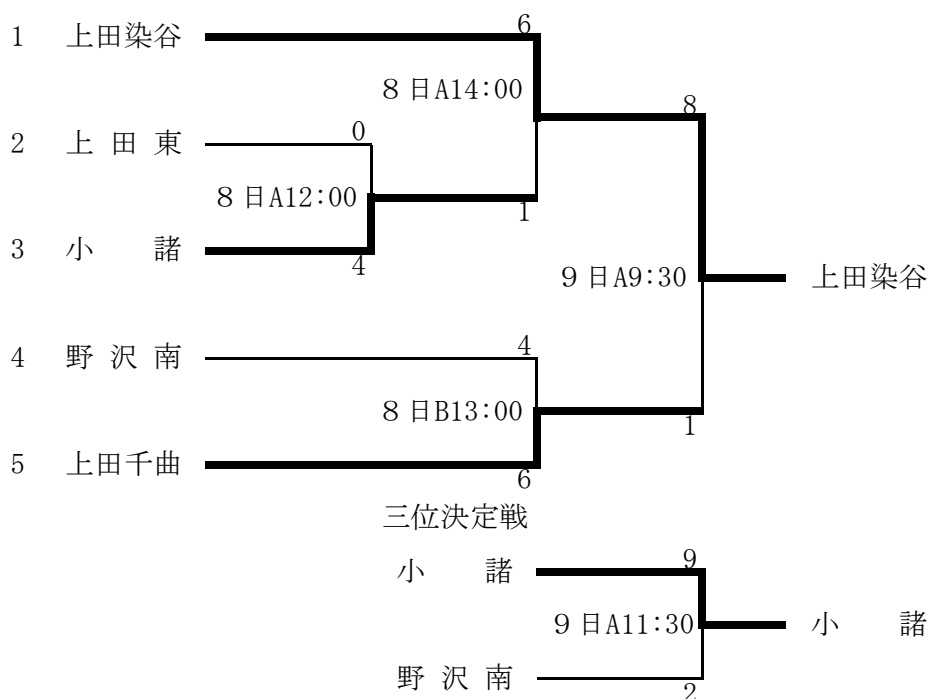 6
1 上田染谷
8日A14:00
8
2 上田東
0
8日A12:00
1
3 小 諸
4
9日A9:30
上田染谷
4 野沢南
4
8日B13:00
1
5 上田千曲
6
三位決定戦
小 諸
9
9日A11:30
小 諸
野沢南
2